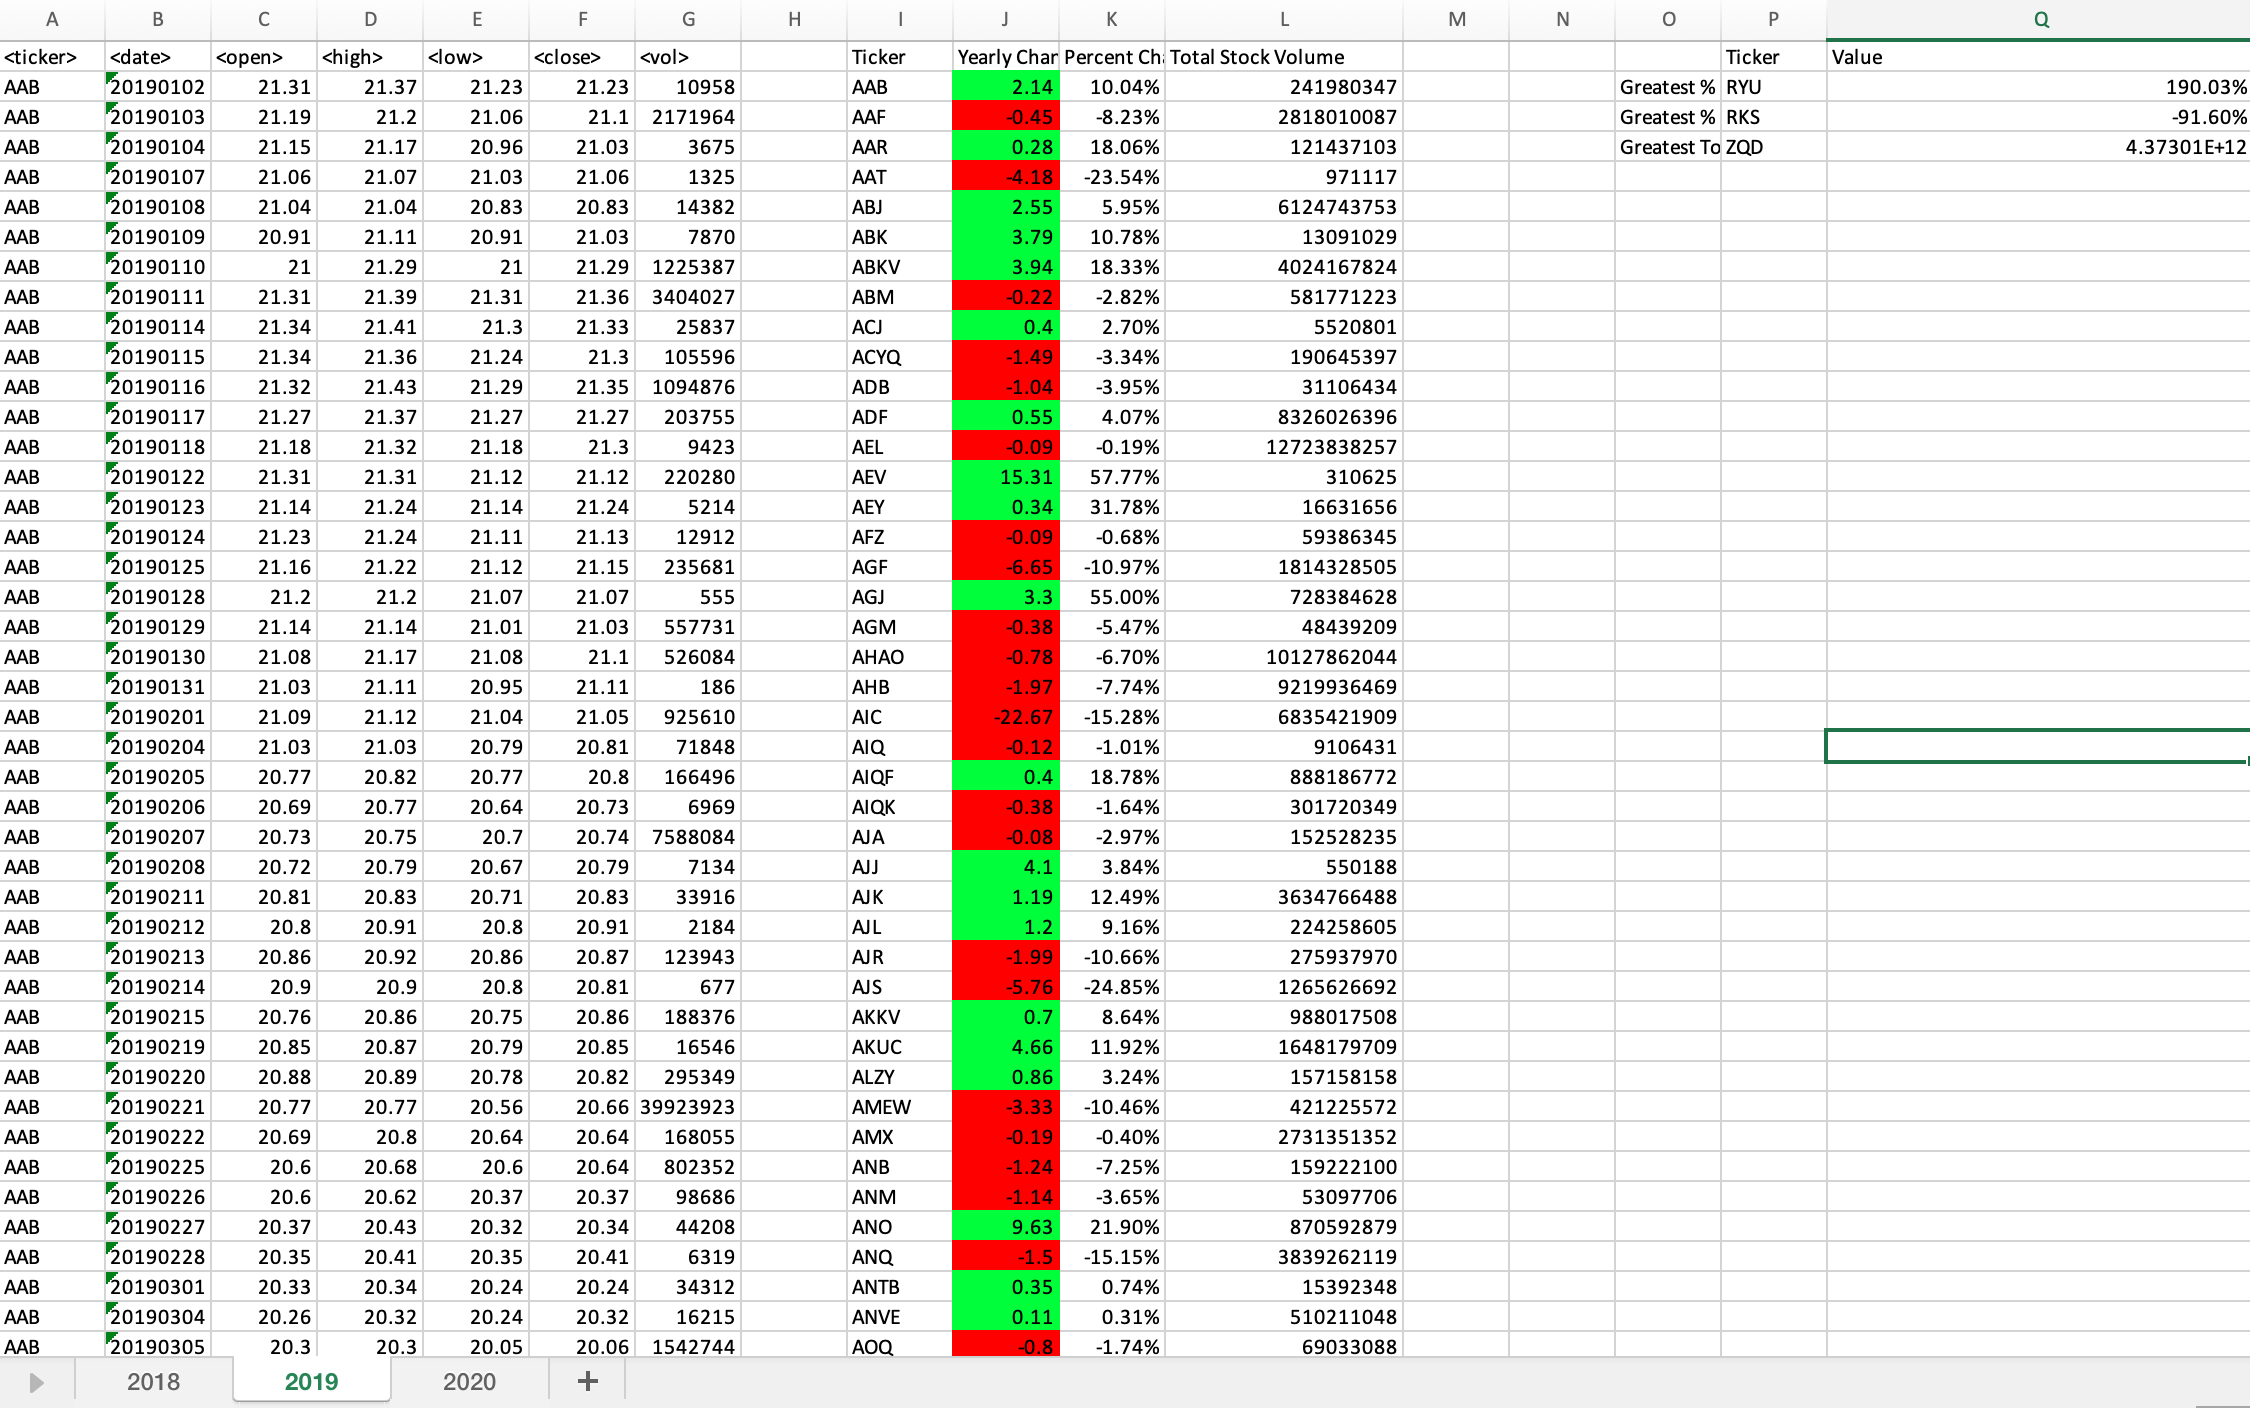 A B C D E F G H I J K L M N O P Q
<ticker> <date> <open> <high> <low> <close> <vol> Ticker Yearly Char Percent Ch Total Stock Volume Ticker Value
AAB 20190102 21.31 21.37 21.23 21.23 10958 AAB 2.14 10.04% 241980347 Greatest % RYU 190.03%
AAB 20190103 21.19 21.2 21.06 21.1 2171964 AAF -0.45 -8.23% 2818010087 Greatest % RKS -91.60%
AAB 20190104 21.15 21.17 20.96 21.03 3675 AAR 0.28 18.06% 121437103 Greatest To ZQD 4.37301E+12
AAB 20190107 21.06 21.07 21.03 21.06 1325 AAT -4.18 -23.54% 971117
AAB 20190108 21.04 21.04 20.83 20.83 14382 ABJ 2.55 5.95% 6124743753
AAB 20190109 20.91 21.11 20.91 21.03 7870 ABK 3.79 10.78% 13091029
AAB 20190110 21 21.29 21 21.29 1225387 ABKV 3.94 18.33% 4024167824
AAB 20190111 21.31 21.39 21.31 21.36 3404027 ABM -0.22 -2.82% 581771223
AAB 20190114 21.34 21.41 21.3 21.33 25837 ACJ 0.4 2.70% 5520801
AAB 20190115 21.34 21.36 21.24 21.3 105596 ACYQ -1.49 -3.34% 190645397
AAB 20190116 21.32 21.43 21.29 21.35 1094876 ADB -1.04 -3.95% 31106434
AAB 20190117 21.27 21.37 21.27 21.27 203755 ADF 0.55 4.07% 8326026396
AAB 20190118 21.18 21.32 21.18 21.3 9423 AEL -0.09 -0.19% 12723838257
AAB 20190122 21.31 21.31 21.12 21.12 220280 AEV 15.31 57.77% 310625
AAB 20190123 21.14 21.24 21.14 21.24 5214 AEY 0.34 31.78% 16631656
AAB 20190124 21.23 21.24 21.11 21.13 12912 AFZ -0.09 -0.68% 59386345
AAB 20190125 21.16 21.22 21.12 21.15 235681 AGF -6.65 -10.97% 1814328505
AAB 20190128 21.2 21.2 21.07 21.07 555 AGJ 3.3 55.00% 728384628
AAB 20190129 21.14 21.14 21.01 21.03 557731 AGM -0.38 -5.47% 48439209
AAB 20190130 21.08 21.17 21.08 21.1 526084 AHAO -0.78 -6.70% 10127862044
AAB 20190131 21.03 21.11 20.95 21.11 186 AHB -1.97 -7.74% 9219936469
AAB 20190201 21.09 21.12 21.04 21.05 925610 AIC -22.67 -15.28% 6835421909
AAB 20190204 21.03 21.03 20.79 20.81 71848 AIQ -0.12 -1.01% 9106431
AAB 20190205 20.77 20.82 20.77 20.8 166496 AIQF 0.4 18.78% 888186772
AAB 20190206 20.69 20.77 20.64 20.73 6969 AIQK -0.38 -1.64% 301720349
AAB 20190207 20.73 20.75 20.7 20.74 7588084 AJA -0.08 -2.97% 152528235
AAB 20190208 20.72 20.79 20.67 20.79 7134 AJJ 4.1 3.84% 550188
AAB 20190211 20.81 20.83 20.71 20.83 33916 AJK 1.19 12.49% 3634766488
AAB 20190212 20.8 20.91 20.8 20.91 2184 AJL 1.2 9.16% 224258605
AAB 20190213 20.86 20.92 20.86 20.87 123943 AJR -1.99 -10.66% 275937970
AAB 20190214 20.9 20.9 20.8 20.81 677 AJS -5.76 -24.85% 1265626692
AAB 20190215 20.76 20.86 20.75 20.86 188376 AKKV 0.7 8.64% 988017508
AAB 20190219 20.85 20.87 20.79 20.85 16546 AKUC 4.66 11.92% 1648179709
AAB 20190220 20.88 20.89 20.78 20.82 295349 ALZY 0.86 3.24% 157158158
AAB 20190221 20.77 20.77 20.56 20.66 39923923 AMEW -3.33 -10.46% 421225572
AAB 20190222 20.69 20.8 20.64 20.64 168055 AMX -0.19 -0.40% 2731351352
AAB 20190225 20.6 20.68 20.6 20.64 802352 ANB -1.24 -7.25% 159222100
AAB 20190226 20.6 20.62 20.37 20.37 98686 ANM -1.14 -3.65% 53097706
AAB 20190227 20.37 20.43 20.32 20.34 44208 ANO 9.63 21.90% 870592879
AAB 20190228 20.35 20.41 20.35 20.41 6319 ANQ -1.5 -15.15% 3839262119
AAB 20190301 20.33 20.34 20.24 20.24 34312 ANTB 0.35 0.74% 15392348
AAB 20190304 20.26 20.32 20.24 20.32 16215 ANVE 0.11 0.31% 510211048
AAB 20190305 20.3 20.3 20.05 20.06 1542744 AOQ -0.8 -1.74% 69033088
2018 2019 2020 +